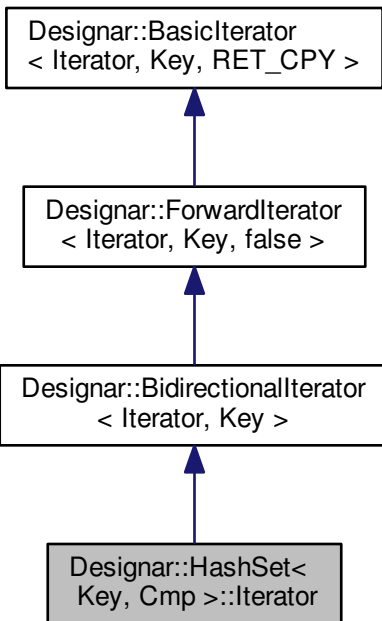 Designar::BasicIterator
< Iterator, Key, RET_CPY >
Designar::ForwardIterator
< Iterator, Key, false >
Designar::BidirectionalIterator
< Iterator, Key >
Designar::HashSet<
Key, Cmp >::Iterator